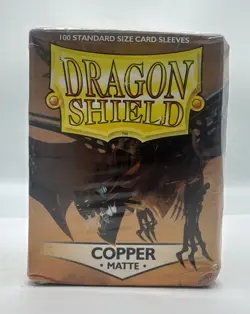 100 STANDARD SIZE CARD SLEEVES
DRAGON
SHIELD
COPPER
• MATTE •